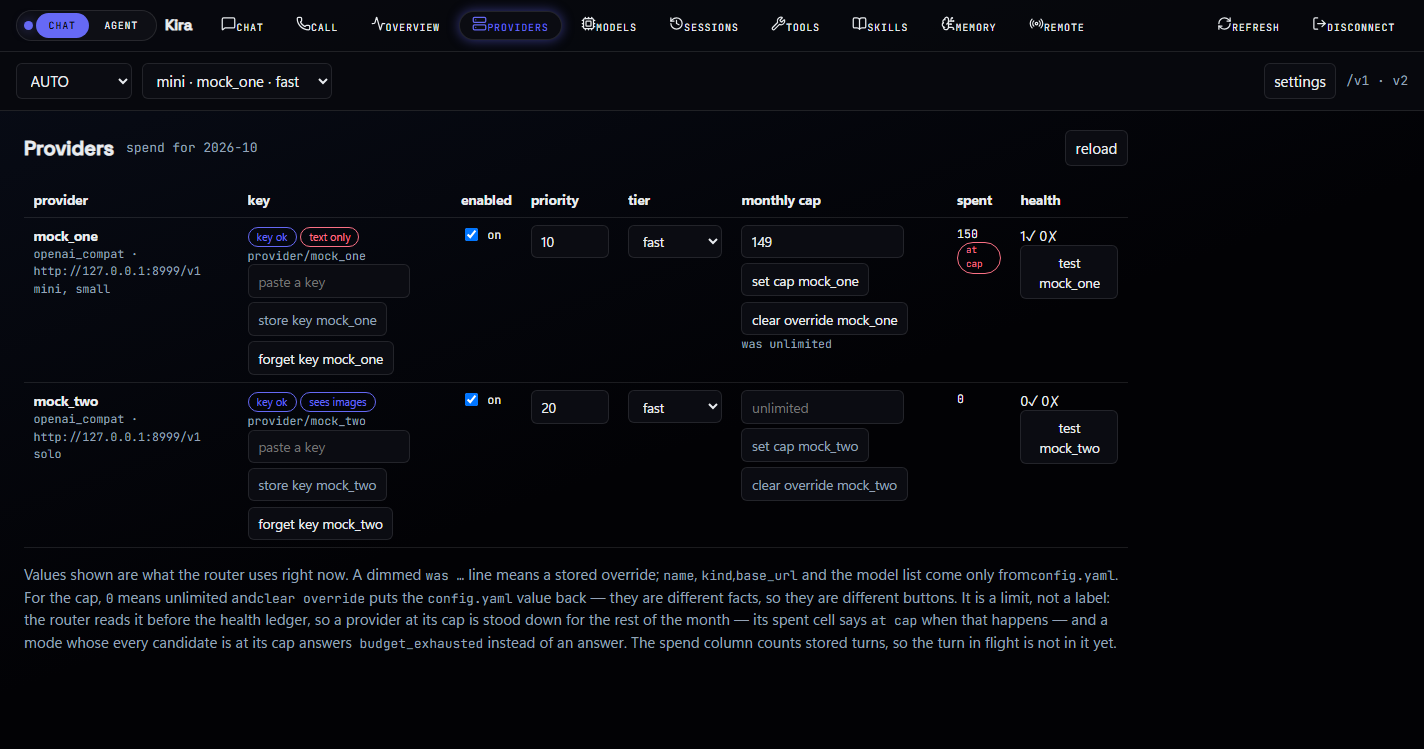 CHAT AGENT Kira CHAT CALL OVERVIEW PROVIDERS MODELS SESSIONS TOOLS SKILLS MEMORY REMOTE REFRESH DISCONNECT
AUTO mini · mock_one · fast settings /v1 · v2
Providers spend for 2026-10 reload
provider key enabled priority tier monthly cap spent health
mock_one
openai_compat ·
http://127.0.0.1:8999/v1
mini, small
key ok text only
provider/mock_one
paste a key
store key mock_one
forget key mock_one
on
10
fast
149
set cap mock_one
clear override mock_one
was unlimited
150
at
cap
1✓ 0✗
test
mock_one
mock_two
openai_compat ·
http://127.0.0.1:8999/v1
solo
key ok sees images
provider/mock_two
paste a key
store key mock_two
forget key mock_two
on
20
fast
unlimited
set cap mock_two
clear override mock_two
0
0✓ 0✗
test
mock_two
Values shown are what the router uses right now. A dimmed was … line means a stored override; name, kind,base_url and the model list come only fromconfig.yaml.
For the cap, 0 means unlimited andclear override puts the config.yaml value back — they are different facts, so they are different buttons. It is a limit, not a label:
the router reads it before the health ledger, so a provider at its cap is stood down for the rest of the month — its spent cell says at cap when that happens — and a
mode whose every candidate is at its cap answers budget_exhausted instead of an answer. The spend column counts stored turns, so the turn in flight is not in it yet.